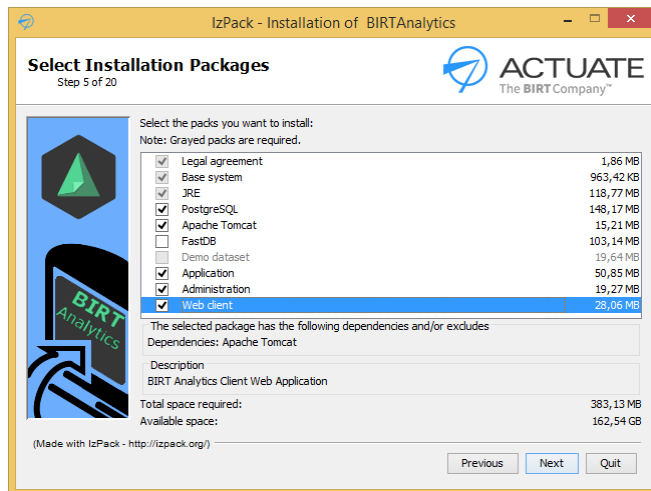 IzPack - Installation of BIRTAnalytics
Select Installation Packages
Step 5 of 20
ACTUATE
The BIRT Company™
Select the packs you want to install:
Note: Grayed packs are required.
Legal agreement 1,86 MB
Base system 963,42 KB
JRE 118,77 MB
PostgreSQL 148,17 MB
Apache Tomcat 15,21 MB
FastDB 103,14 MB
Demo dataset 19,64 MB
Application 50,85 MB
Administration 19,27 MB
Web client 28,06 MB
BIRT
Analytics
The selected package has the following dependencies and/or excludes
Dependencies: Apache Tomcat
Description
BIRT Analytics Client Web Application
Total space required: 383,13 MB
Available space: 162,54 GB
(Made with IzPack - http://izpack.org/)
Previous Next Quit